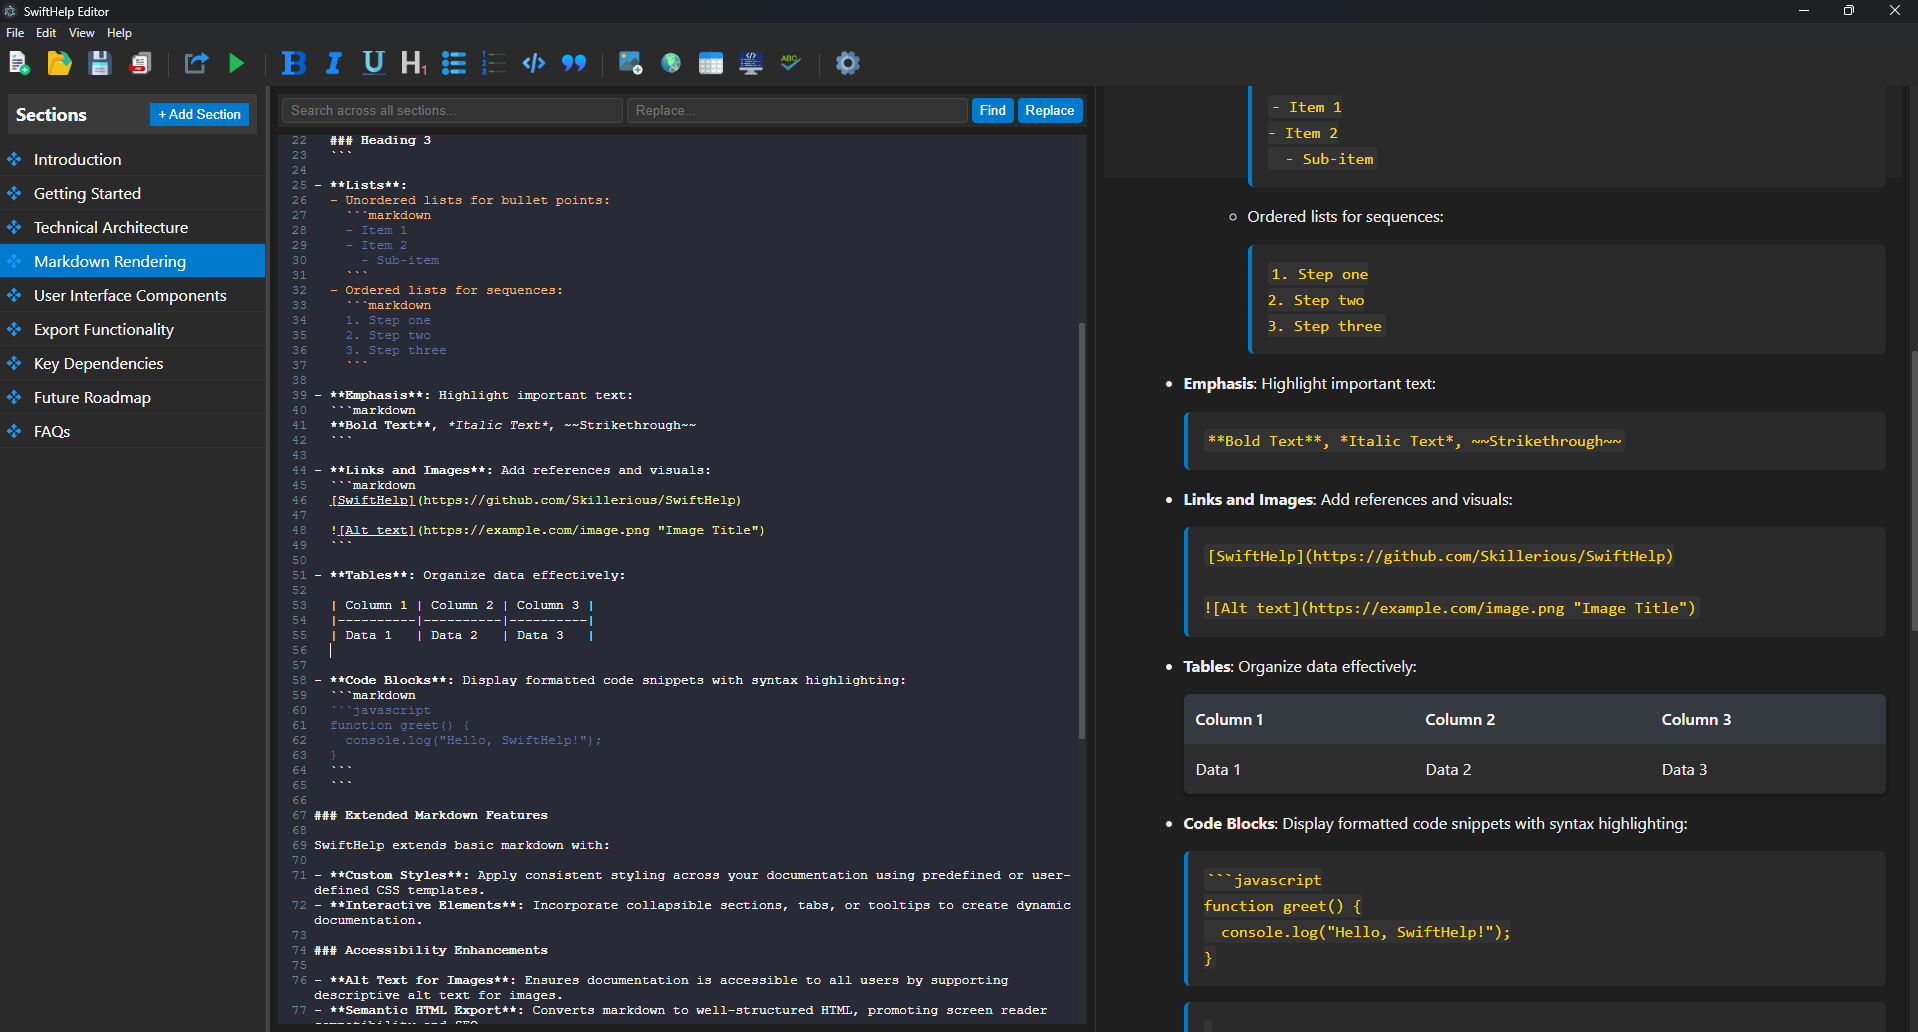 SwiftHelp Editor
File Edit View Help
B I U H1
ABC
Sections
+ Add Section
Introduction
Getting Started
Technical Architecture
Markdown Rendering
User Interface Components
Export Functionality
Key Dependencies
Future Roadmap
FAQs
Search across all sections...
Replace...
Find
Replace
22 ### Heading 3
23 ```
24
25 - **Lists**:
26 - Unordered lists for bullet points:
27 ```markdown
28 - Item 1
29 - Item 2
30 - Sub-item
31 ```
32 - Ordered lists for sequences:
33 ```markdown
34 1. Step one
35 2. Step two
36 3. Step three
37 ```
38
39 - **Emphasis**: Highlight important text:
40 ```markdown
41 **Bold Text**, *Italic Text*, ~~Strikethrough~~
42 ```
43
44 - **Links and Images**: Add references and visuals:
45 ```markdown
46 [SwiftHelp](https://github.com/Skillerious/SwiftHelp)
47
48 ![Alt text](https://example.com/image.png "Image Title")
49 ```
50
51 - **Tables**: Organize data effectively:
52
53 | Column 1 | Column 2 | Column 3 |
54 |----------|----------|----------|
55 | Data 1 | Data 2 | Data 3 |
56
57
58 - **Code Blocks**: Display formatted code snippets with syntax highlighting:
59 ```markdown
60 ```javascript
61 function greet() {
62 console.log("Hello, SwiftHelp!");
63 }
64 ```
65 ```
66
67 ### Extended Markdown Features
68
69 SwiftHelp extends basic markdown with:
70
71 - **Custom Styles**: Apply consistent styling across your documentation using predefined or user-
defined CSS templates.
72 - **Interactive Elements**: Incorporate collapsible sections, tabs, or tooltips to create dynamic
documentation.
73
74 ### Accessibility Enhancements
75
76 - **Alt Text for Images**: Ensures documentation is accessible to all users by supporting
descriptive alt text for images.
77 - **Semantic HTML Export**: Converts markdown to well-structured HTML, promoting screen reader
- Item 1
- Item 2
- Sub-item
Ordered lists for sequences:
1. Step one
2. Step two
3. Step three
Emphasis: Highlight important text:
**Bold Text**, *Italic Text*, ~~Strikethrough~~
Links and Images: Add references and visuals:
[SwiftHelp](https://github.com/Skillerious/SwiftHelp)
![Alt text](https://example.com/image.png "Image Title")
Tables: Organize data effectively:
Column 1 Column 2 Column 3
Data 1 Data 2 Data 3
Code Blocks: Display formatted code snippets with syntax highlighting:
```javascript
function greet() {
console.log("Hello, SwiftHelp!");
}